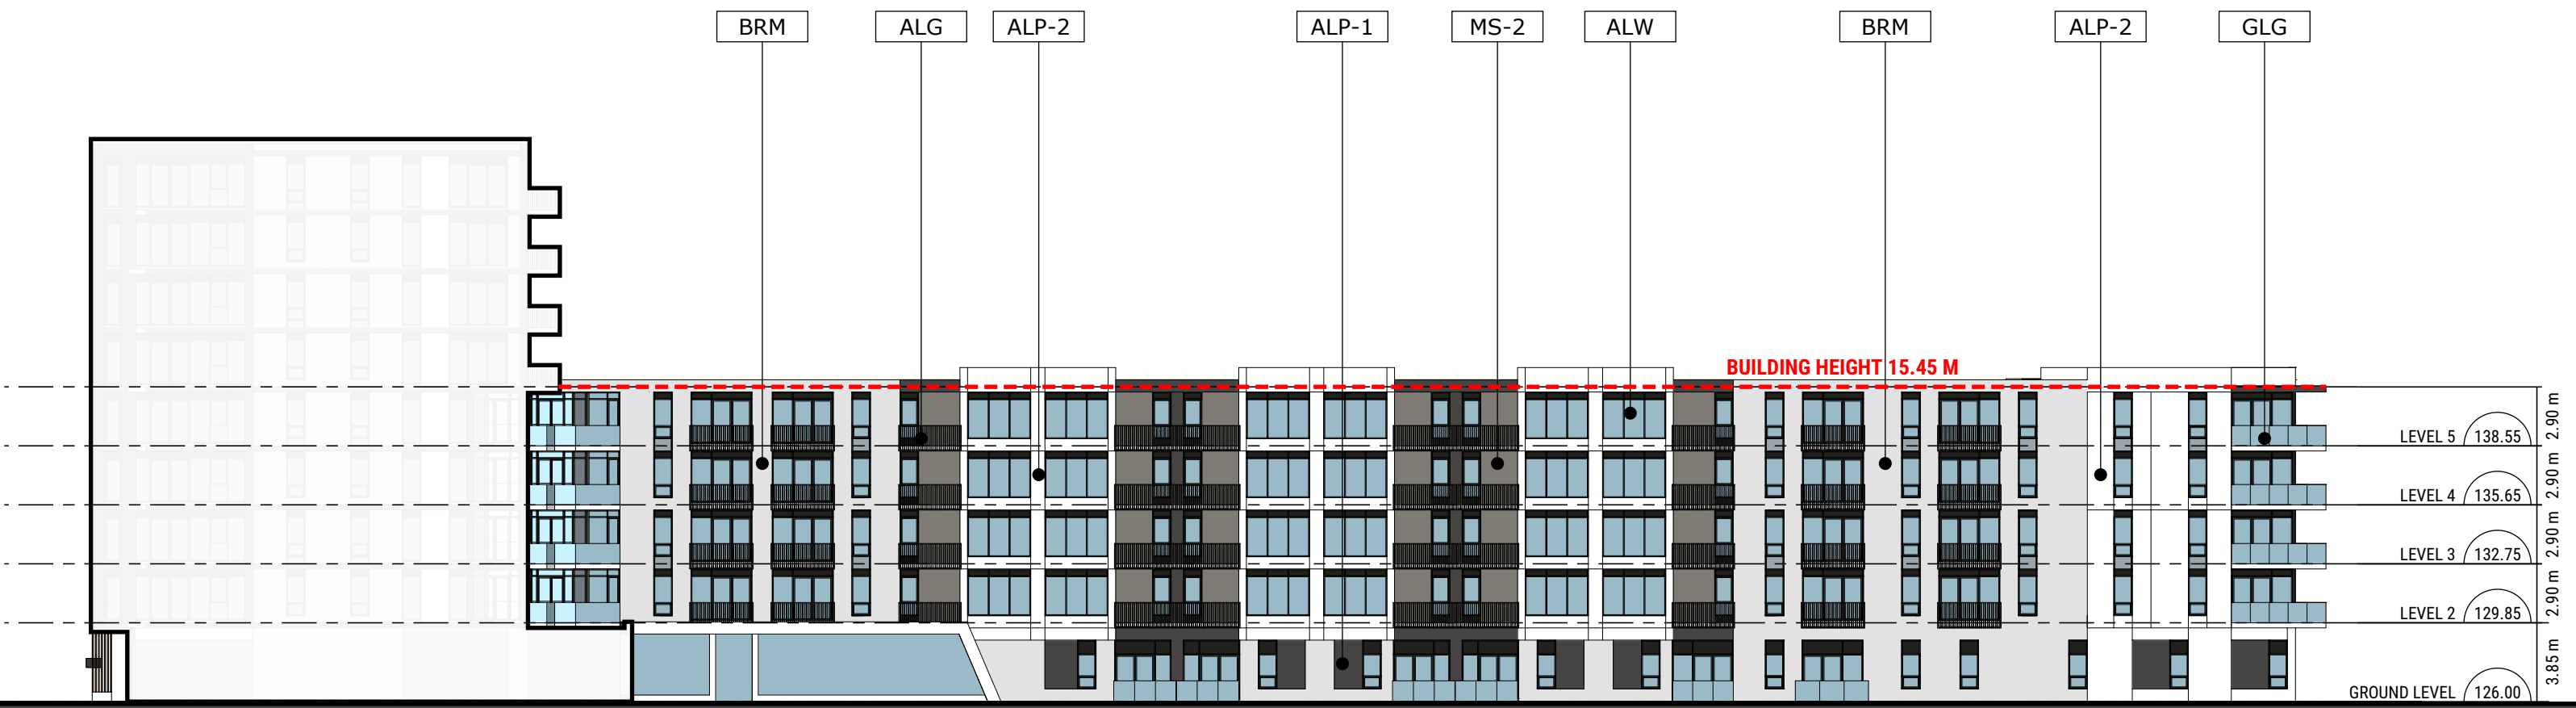 BRM
ALG
ALP-2
ALP-1
MS-2
ALW
BRM
ALP-2
GLG
BUILDING HEIGHT 15.45 M
2.90 m
LEVEL 5 138.55
2.90 m
LEVEL 4 135.65
2.90 m
LEVEL 3 132.75
2.90 m
LEVEL 2 129.85
3.85 m
GROUND LEVEL 126.00